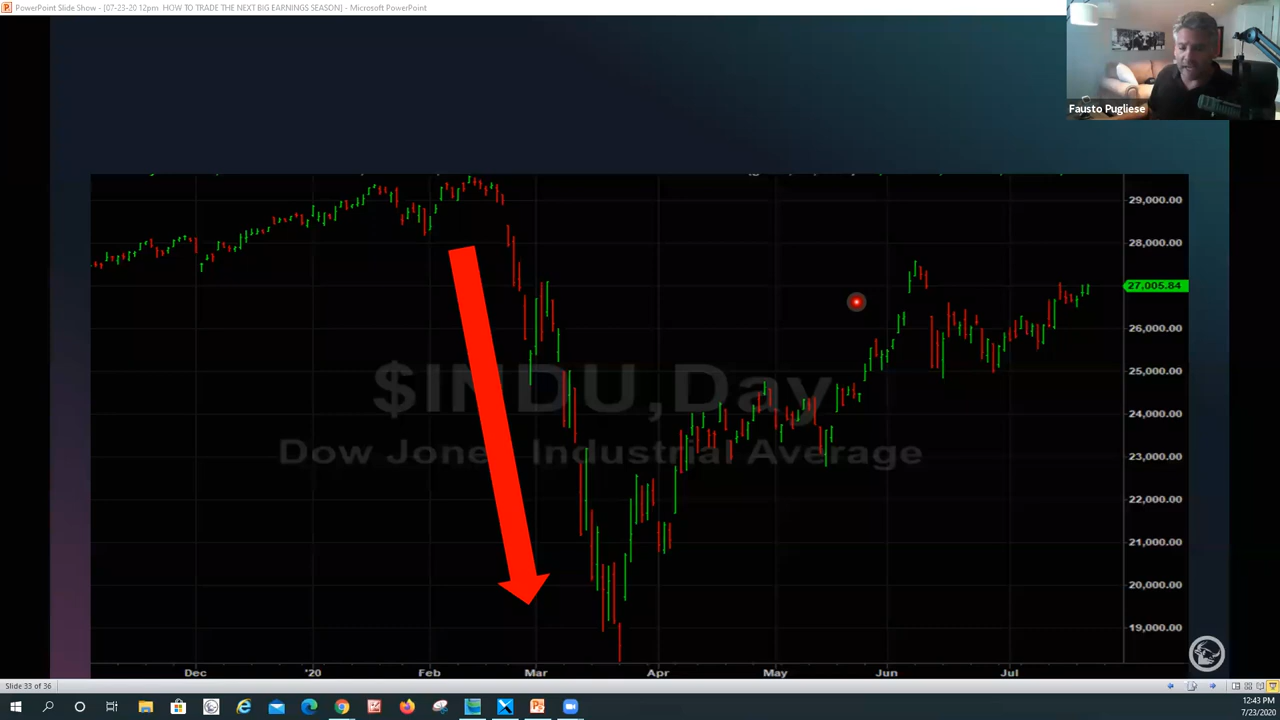 PowerPoint Slide Show - [07-23-20 12pm HOW TO TRADE THE NEXT BIG EARNINGS SEASON] - Microsoft PowerPoint
Fausto Pugliese
29,000.00
28,000.00
27,005.84
26,000.00
25,000.00
24,000.00
23,000.00
22,000.00
21,000.00
20,000.00
19,000.00
$INDU,Day
Dow Jone Industrial Average
Dec '20 Feb Mar Apr May Jun Jul
Slide 33 of 36
12:43 PM
7/23/2020